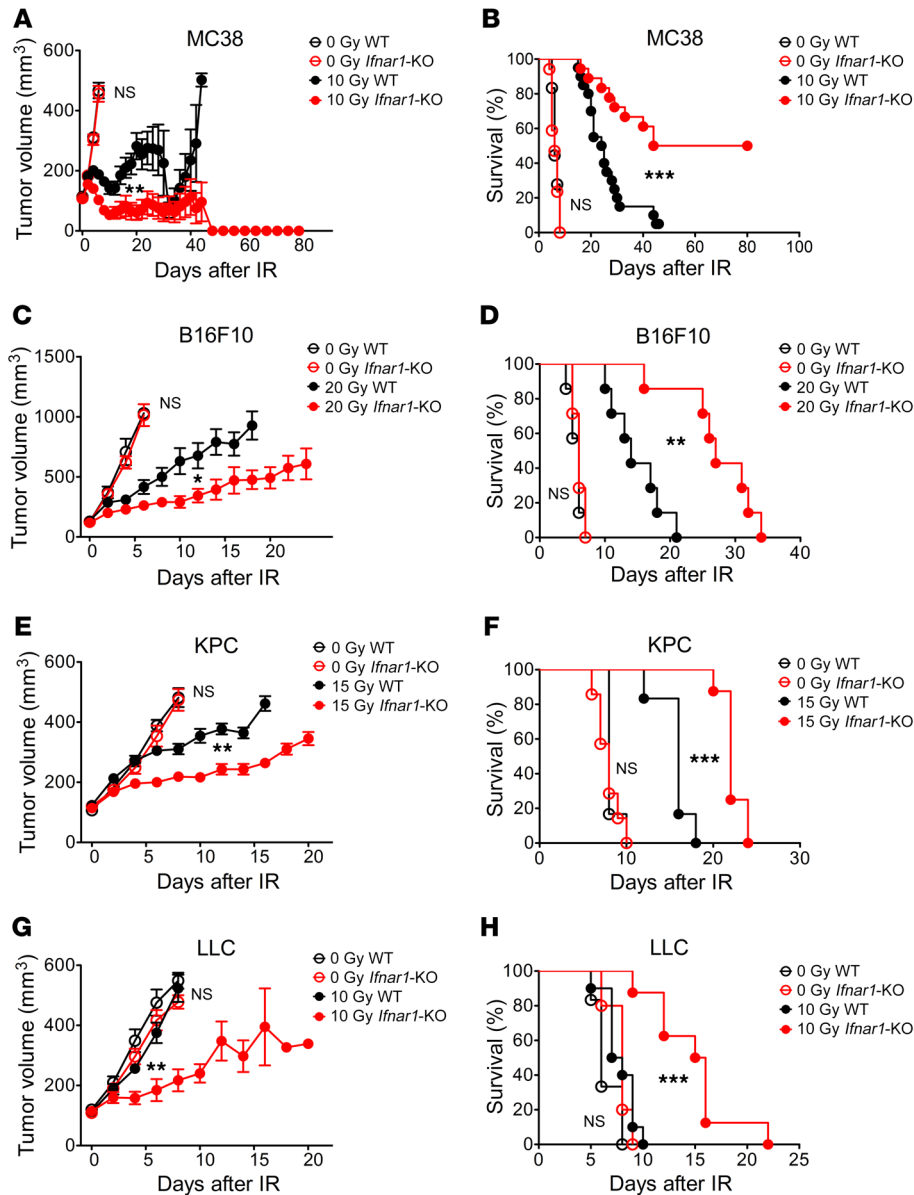 A
MC38
Tumor volume (mm³)
600
400
200
0
0 20 40 60 80
Days after IR
NS
**
0 Gy WT
0 Gy Ifnar1-KO
10 Gy WT
10 Gy Ifnar1-KO
B
MC38
Survival (%)
100
80
60
40
20
0
0 20 40 60 80 100
Days after IR
NS
***
0 Gy WT
0 Gy Ifnar1-KO
10 Gy WT
10 Gy Ifnar1-KO
C
B16F10
Tumor volume (mm³)
1500
1000
500
0
0 5 10 15 20 25
Days after IR
NS
*
0 Gy WT
0 Gy Ifnar1-KO
20 Gy WT
20 Gy Ifnar1-KO
D
B16F10
Survival (%)
100
80
60
40
20
0
0 10 20 30 40
Days after IR
NS
**
0 Gy WT
0 Gy Ifnar1-KO
20 Gy WT
20 Gy Ifnar1-KO
E
KPC
Tumor volume (mm³)
600
400
200
0
0 5 10 15 20
Days after IR
NS
**
0 Gy WT
0 Gy Ifnar1-KO
15 Gy WT
15 Gy Ifnar1-KO
F
KPC
Survival (%)
100
80
60
40
20
0
0 10 20 30
Days after IR
NS
***
0 Gy WT
0 Gy Ifnar1-KO
15 Gy WT
15 Gy Ifnar1-KO
G
LLC
Tumor volume (mm³)
600
400
200
0
0 5 10 15 20
Days after IR
NS
**
0 Gy WT
0 Gy Ifnar1-KO
10 Gy WT
10 Gy Ifnar1-KO
H
LLC
Survival (%)
100
80
60
40
20
0
0 5 10 15 20 25
Days after IR
NS
***
0 Gy WT
0 Gy Ifnar1-KO
10 Gy WT
10 Gy Ifnar1-KO